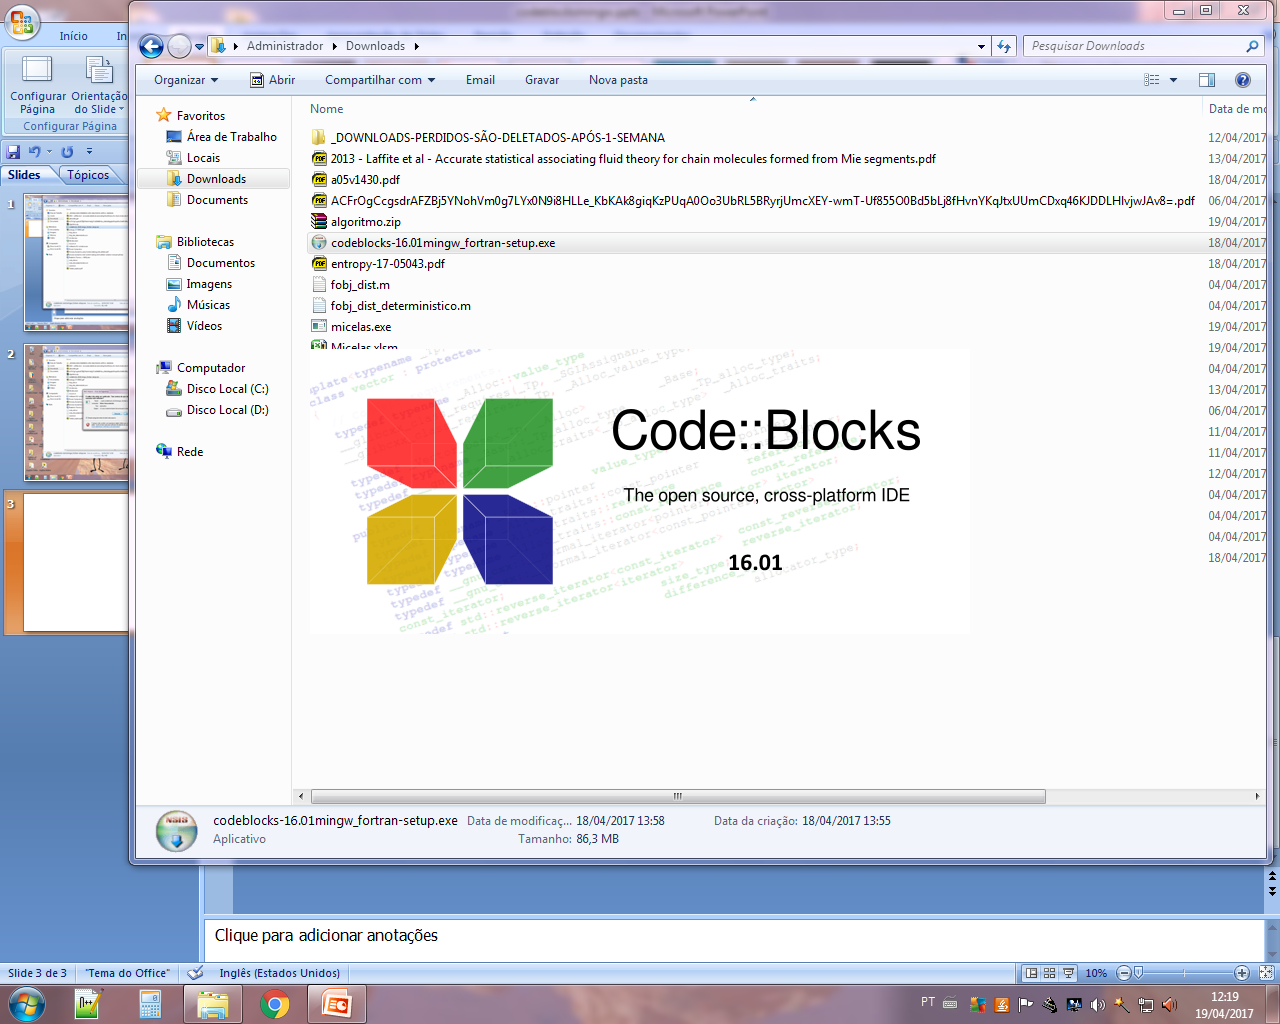 Início
In
Configurar Página
Orientação do Slide
Configurar Página
Slides
Tópicos
1
2
3
Administrador
Downloads
Pesquisar Downloads
Organizar
Abrir
Compartilhar com
Email
Gravar
Nova pasta
Favoritos
Área de Trabalho
Locais
Downloads
Documents
Bibliotecas
Documentos
Imagens
Músicas
Vídeos
Computador
Disco Local (C:)
Disco Local (D:)
Rede
Nome
Data de mo
_DOWNLOADS-PERDIDOS-SÃO-DELETADOS-APÓS-1-SEMANA 12/04/2017
2013 - Laffite et al - Accurate statistical associating fluid theory for chain molecules formed from Mie segments.pdf 13/04/2017
a05v1430.pdf 18/04/2017
ACFrOgCcgsdrAFZBj5YNohVm0g7LYx0N9i8HLLe_KbKAk8giqKzPUqA0Oo3UbRL5BRyrjUmcXEY-wmT-Uf855O0Bd5bLj8fHvnYKqJtxUUmCDxq46KJDDLHlvjwJAv8=.pdf 06/04/2017
algoritmo.zip 19/04/2017
codeblocks-16.01mingw_fortran-setup.exe 18/04/2017
entropy-17-05043.pdf 18/04/2017
fobj_dist.m 04/04/2017
fobj_dist_deterministico.m 04/04/2017
micelas.exe 19/04/2017
Micelas.xlsm 19/04/2017
04/04/2017
13/04/2017
06/04/2017
11/04/2017
11/04/2017
12/04/2017
04/04/2017
04/04/2017
04/04/2017
18/04/2017
Code::Blocks
The open source, cross-platform IDE
16.01
codeblocks-16.01mingw_fortran-setup.exe Data de modificaç... 18/04/2017 13:58 Data da criação: 18/04/2017 13:55
Aplicativo Tamanho: 86,3 MB
Clique para adicionar anotações
Slide 3 de 3
"Tema do Office"
Inglês (Estados Unidos)
10%
PT
12:19
19/04/2017